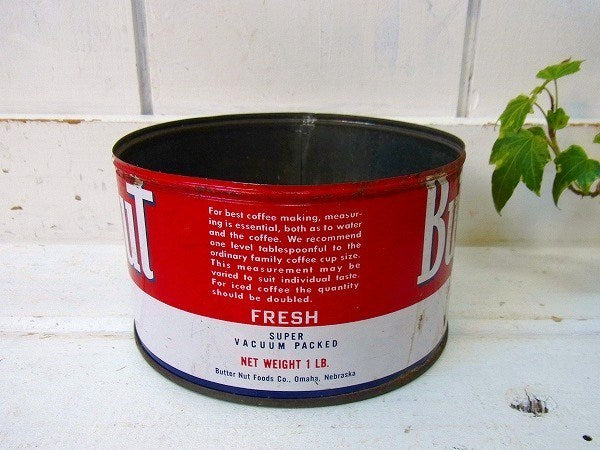 ut
For best coffee making, measur-
ing is essential, both as to water
and the coffee. We recommend
one level tablespoonful to the
ordinary family coffee cup size.
This measurement may be
varied to suit individual taste.
For iced coffee the quantity
should be doubled.
Bu
FRESH
SUPER
VACUUM PACKED
NET WEIGHT 1 LB.
Butter Nut Foods Co., Omaha, Nebraska